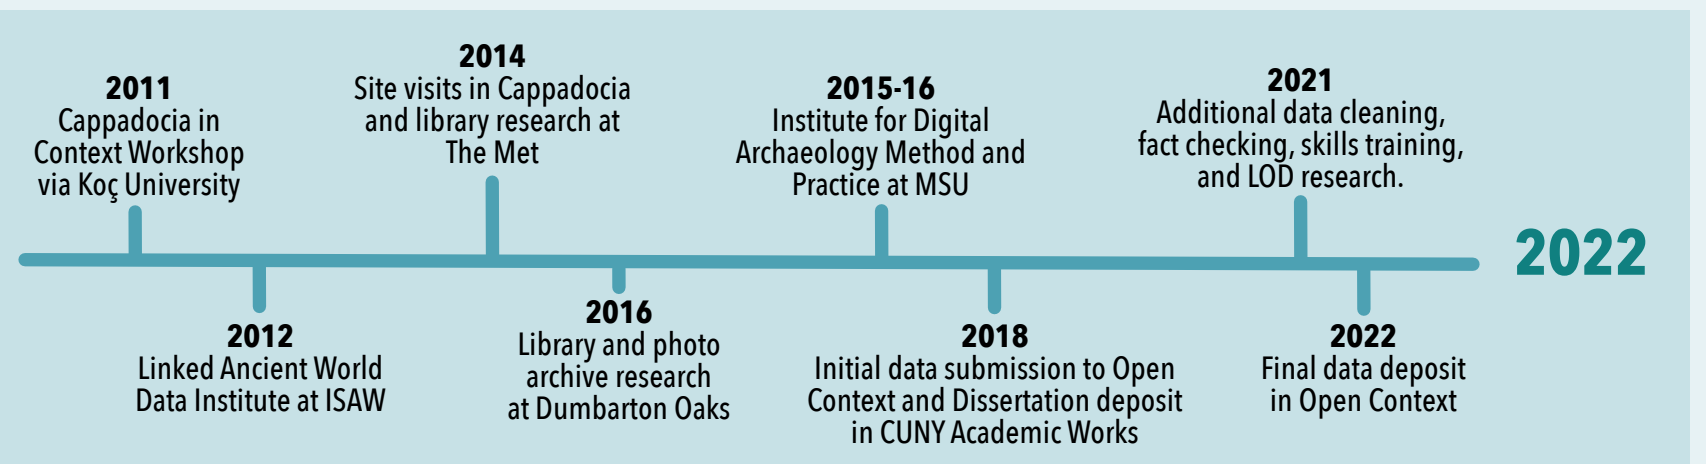 2011
Cappadocia in
Context Workshop
via Koç University
2012
Linked Ancient World
Data Institute at ISAW
2014
Site visits in Cappadocia
and library research at
The Met
2016
Library and photo
archive research
at Dumbarton Oaks
2015-16
Institute for Digital
Archaeology Method and
Practice at MSU
2018
Initial data submission to Open
Context and Dissertation deposit
in CUNY Academic Works
2021
Additional data cleaning,
fact checking, skills training,
and LOD research.
2022
Final data deposit
in Open Context
2022